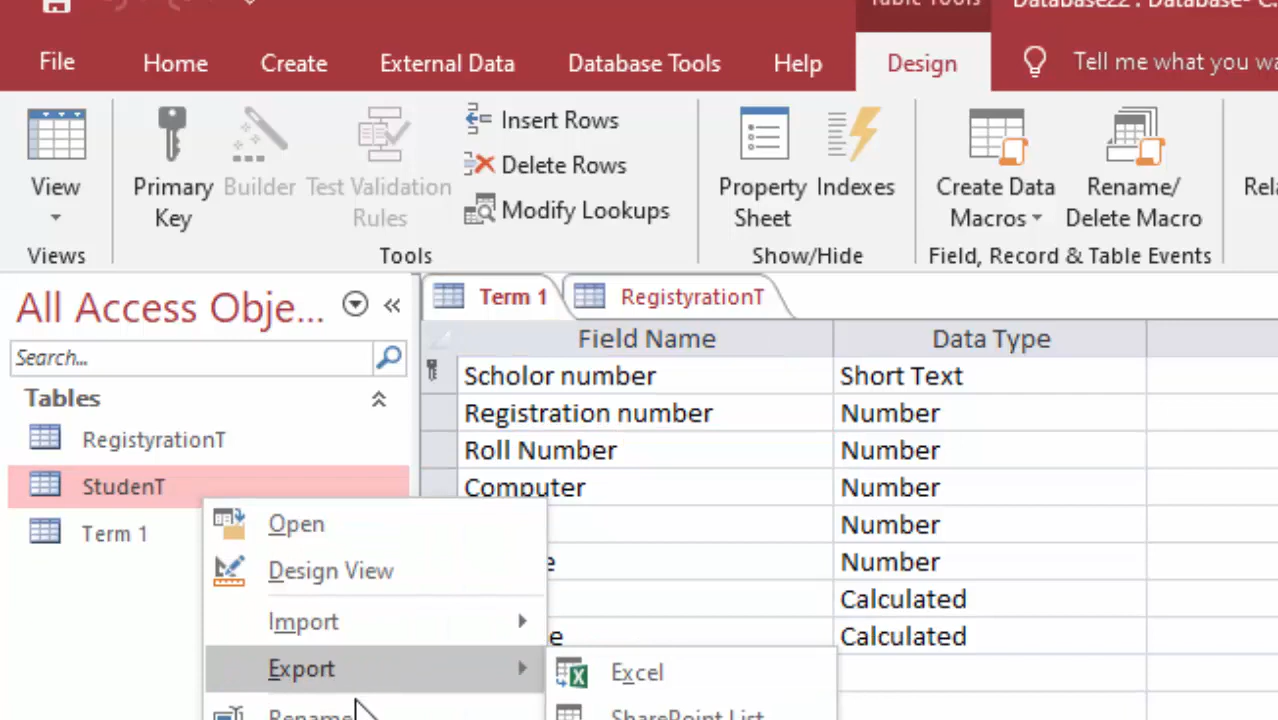 Table Tools
Database22 : Database- C:
File
Home
Create
External Data
Database Tools
Help
Design
Tell me what you wa
View
Primary Key
Builder
Test Validation Rules
Insert Rows
Delete Rows
Modify Lookups
Property Sheet
Indexes
Create Data Macros
Rename/ Delete Macro
Rela
Views
Tools
Show/Hide
Field, Record & Table Events
All Access Obje...
Search...
Tables
RegistyrationT
StudenT
Term 1
Term 1
RegistyrationT
Field Name Data Type
Scholor number Short Text
Registration number Number
Roll Number Number
Computer Number
Number
e Number
Calculated
e Calculated
Open
Design View
Import
Export
Rename
Excel
SharePoint List